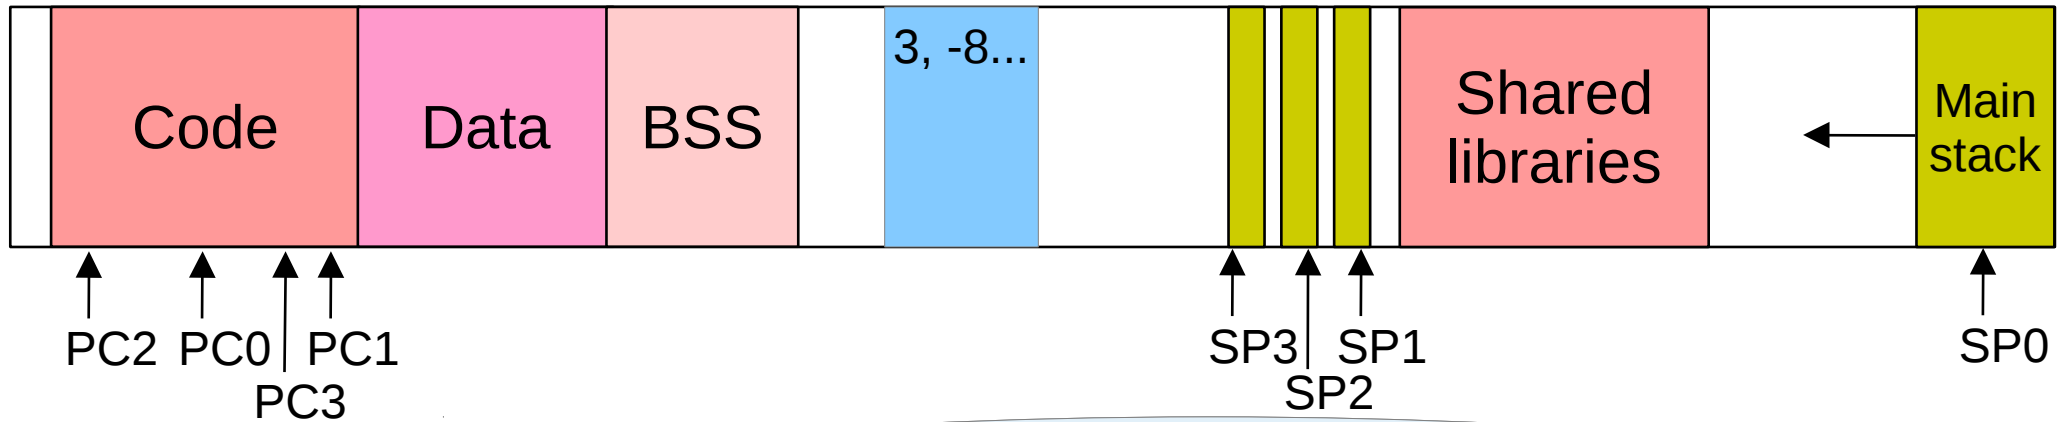 Code
Data
BSS
3, -8...
Shared
libraries
Main
stack
PC2
PC0
PC3
PC1
SP3
SP2
SP1
SP0